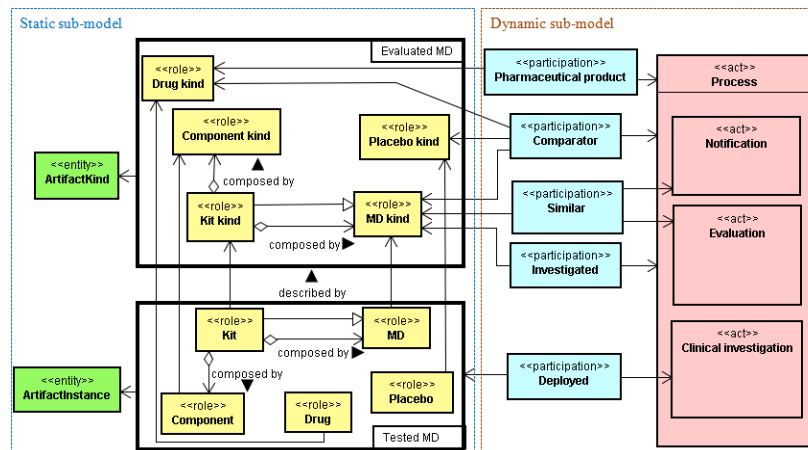 Static sub-model
Dynamic sub-model
Evaluated MD
<<role>>
Drug kind
<<role>>
Component kind
<<role>>
Placebo kind
composed by
<<role>>
Kit kind
<<role>>
MD kind
composed by
<<entity>>
ArtifactKind
described by
<<role>>
Kit
<<role>>
MD
composed by
composed by
<<role>>
Component
<<role>>
Drug
<<role>>
Placebo
Tested MD
<<entity>>
ArtifactInstance
<<participation>>
Pharmaceutical product
<<participation>>
Comparator
<<participation>>
Similar
<<participation>>
Investigated
<<participation>>
Deployed
<<act>>
Process
<<act>>
Notification
<<act>>
Evaluation
<<act>>
Clinical investigation